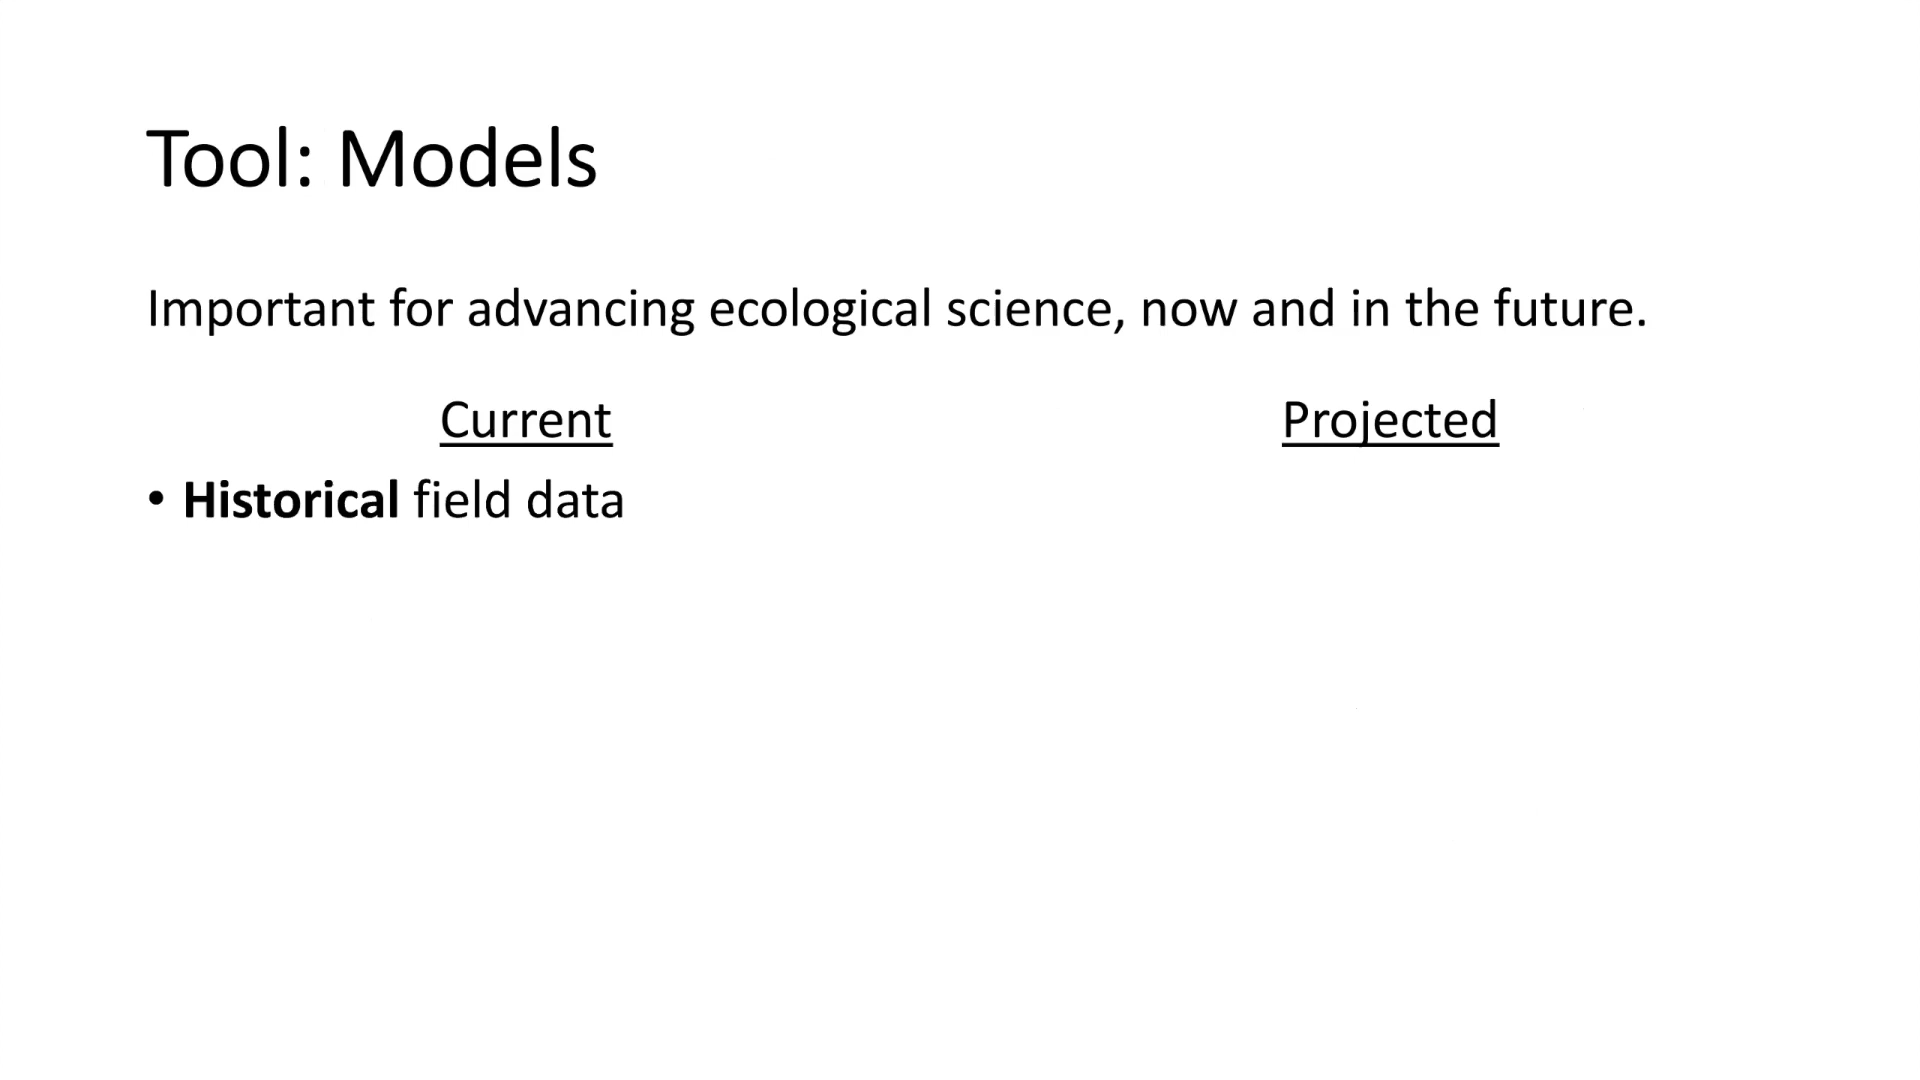 Tool: Models
Important for advancing ecological science, now and in the future.
Current
Projected
• Historical field data